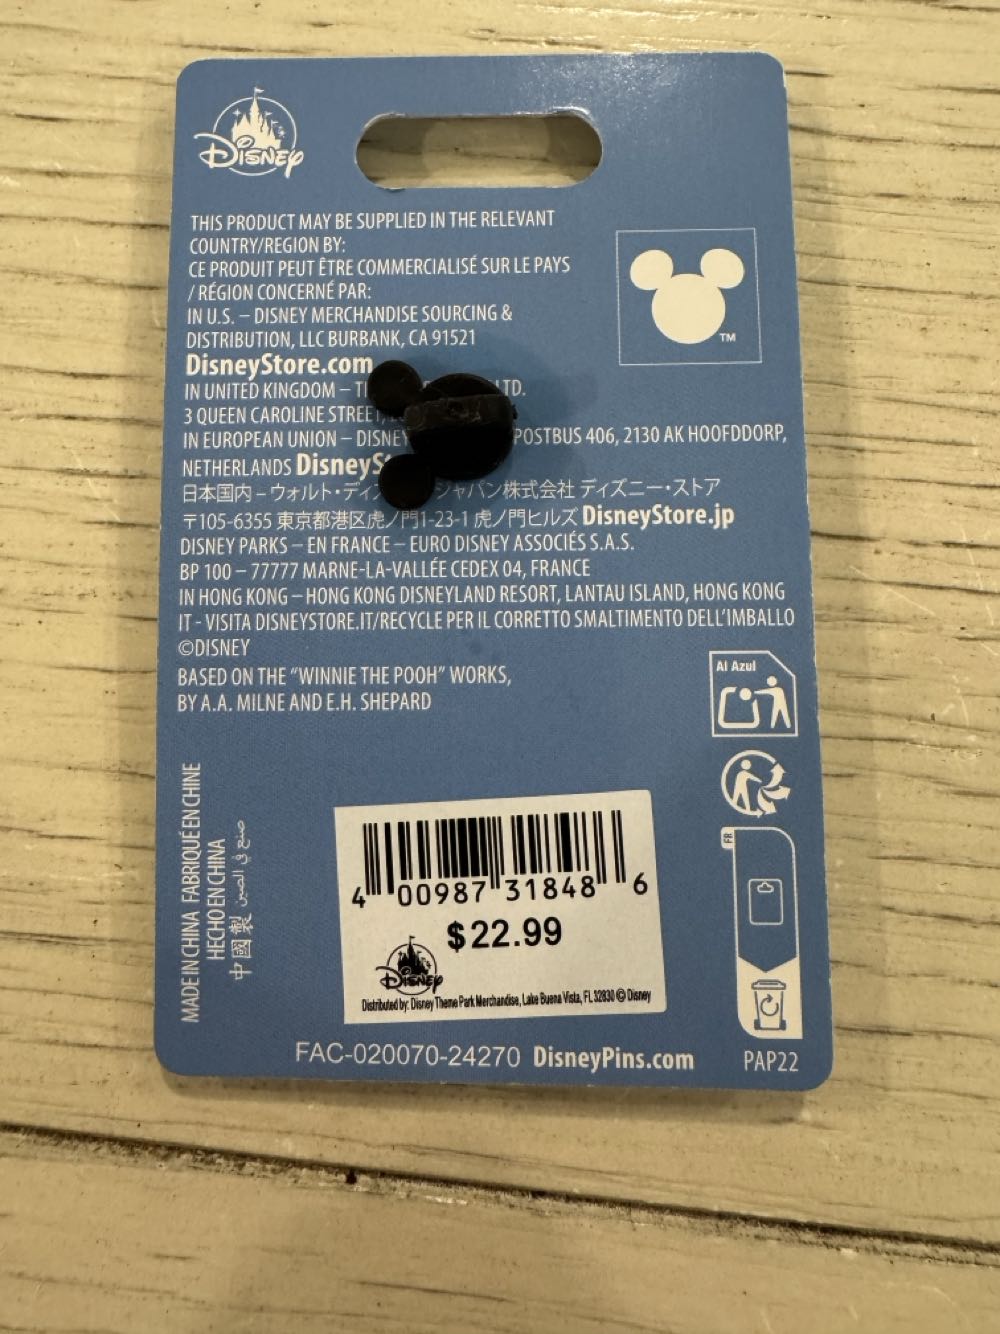 Disney
THIS PRODUCT MAY BE SUPPLIED IN THE RELEVANT
COUNTRY/REGION BY:
CE PRODUIT PEUT ÊTRE COMMERCIALISÉ SUR LE PAYS
/ RÉGION CONCERNÉ PAR:
IN U.S. – DISNEY MERCHANDISE SOURCING &
DISTRIBUTION, LLC BURBANK, CA 91521
DisneyStore.com
IN UNITED KINGDOM – LTD.
3 QUEEN CAROLINE STREET,
IN EUROPEAN UNION – DISNEY POSTBUS 406, 2130 AK HOOFDDORP,
NETHERLANDS
日本国内 – ウォルト・ディ ジャパン株式会社 ディズニー・ストア
〒105-6355 東京都港区虎ノ門1-23-1 虎ノ門ヒルズ DisneyStore.jp
DISNEY PARKS – EN FRANCE – EURO DISNEY ASSOCIÉS S.A.S.
BP 100 – 77777 MARNE-LA-VALLÉE CEDEX 04, FRANCE
IN HONG KONG – HONG KONG DISNEYLAND RESORT, LANTAU ISLAND, HONG KONG
IT - VISITA DISNEYSTORE.IT/RECYCLE PER IL CORRETTO SMALTIMENTO DELL'IMBALLO
©DISNEY
BASED ON THE "WINNIE THE POOH" WORKS,
BY A.A. MILNE AND E.H. SHEPARD
TM
Al Azul
FR
MADE IN CHINA FABRIQUÉ EN CHINE
HECHO EN CHINA
中國製 صنع في الصين
4 00987 31848 6
$22.99
Disney
Distributed by: Disney Theme Park Merchandise, Lake Buena Vista, FL 32830 © Disney
FAC-020070-24270 DisneyPins.com
PAP22